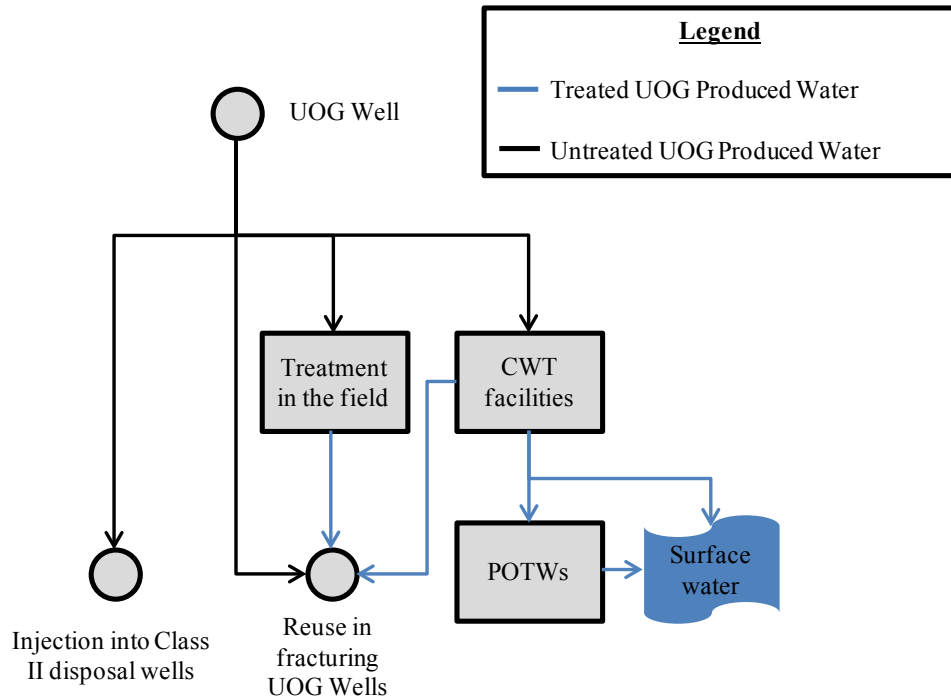 Legend
Treated UOG Produced Water
Untreated UOG Produced Water
UOG Well
Treatment
in the field
CWT
facilities
POTWs
Surface
water
Injection into Class
II disposal wells
Reuse in
fracturing
UOG Wells